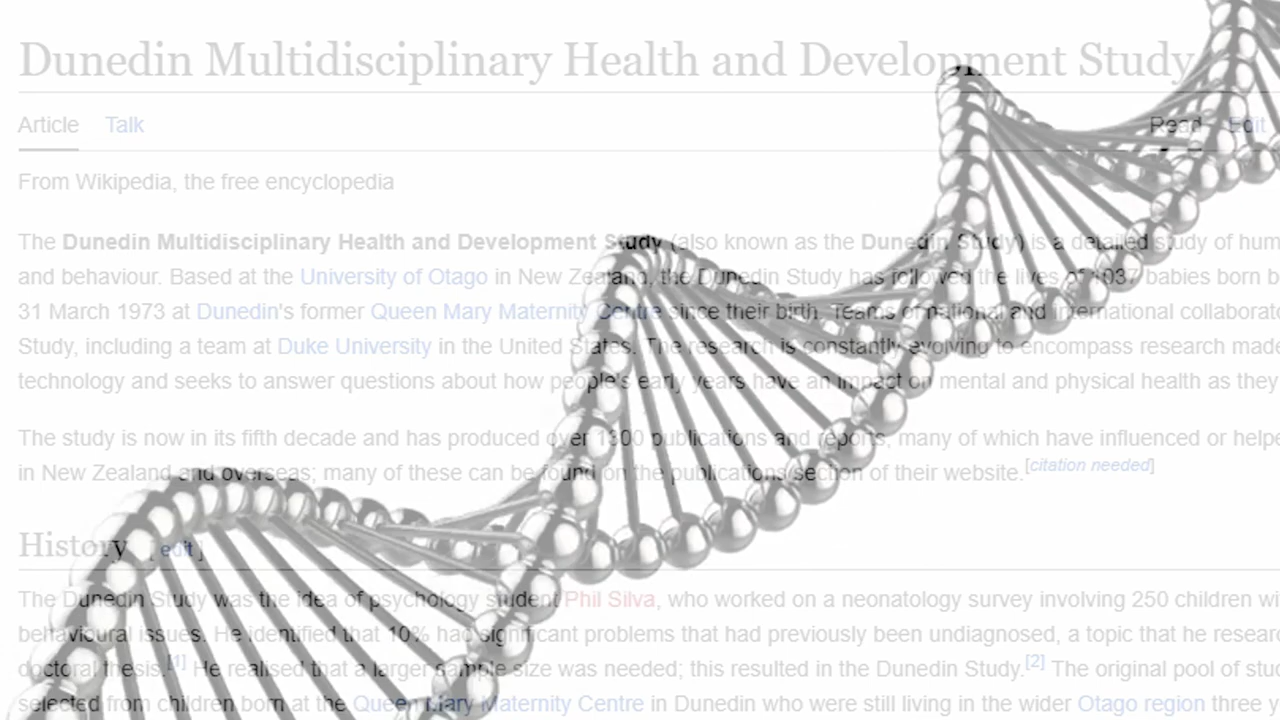 Dunedin Multidisciplinary Health and Development Study
Article Talk Read Edit
From Wikipedia, the free encyclopedia
The Dunedin Multidisciplinary Health and Development Study (also known as the Dunedin Study) is a detailed study of hum
and behaviour. Based at the University of Otago in New Zealand, the Dunedin Study has followed the lives of 1037 babies born b
31 March 1973 at Dunedin's former Queen Mary Maternity Centre since their birth. Teams of national and international collaborato
Study, including a team at Duke University in the United States. The research is constantly evolving to encompass research made
technology and seeks to answer questions about how people's early years have an impact on mental and physical health as they
The study is now in its fifth decade and has produced over 1300 publications and reports, many of which have influenced or helpe
in New Zealand and overseas; many of these can be found on the publications section of their website.[citation needed]
History [edit]
The Dunedin Study was the idea of psychology student Phil Silva, who worked on a neonatology survey involving 250 children wi
behavioural issues. He identified that 10% had significant problems that had previously been undiagnosed, a topic that he resear
doctoral thesis.[1] He realised that a larger sample size was needed; this resulted in the Dunedin Study.[2] The original pool of stu
selected from children born at the Queen Mary Maternity Centre in Dunedin who were still living in the wider Otago region three y